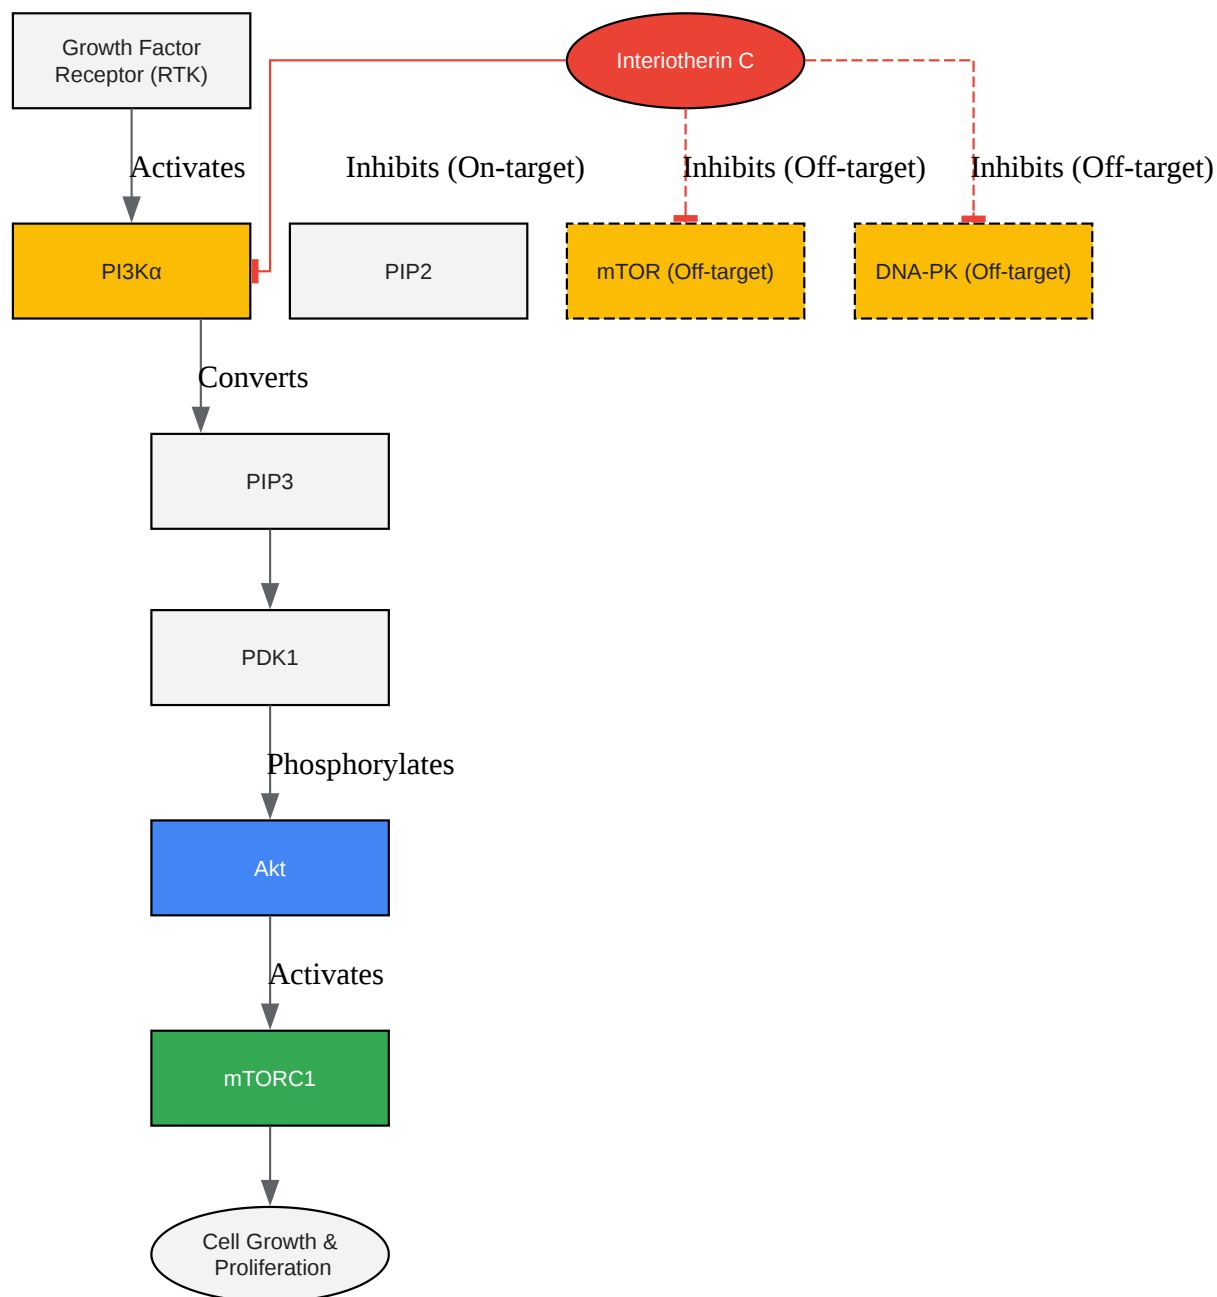 Growth Factor
Receptor (RTK)
Interiotherin C
Activates
Inhibits (On-target)
Inhibits (Off-target)
Inhibits (Off-target)
PI3Kα
PIP2
mTOR (Off-target)
DNA-PK (Off-target)
Converts
PIP3
PDK1
Phosphorylates
Akt
Activates
mTORC1
Cell Growth &
Proliferation